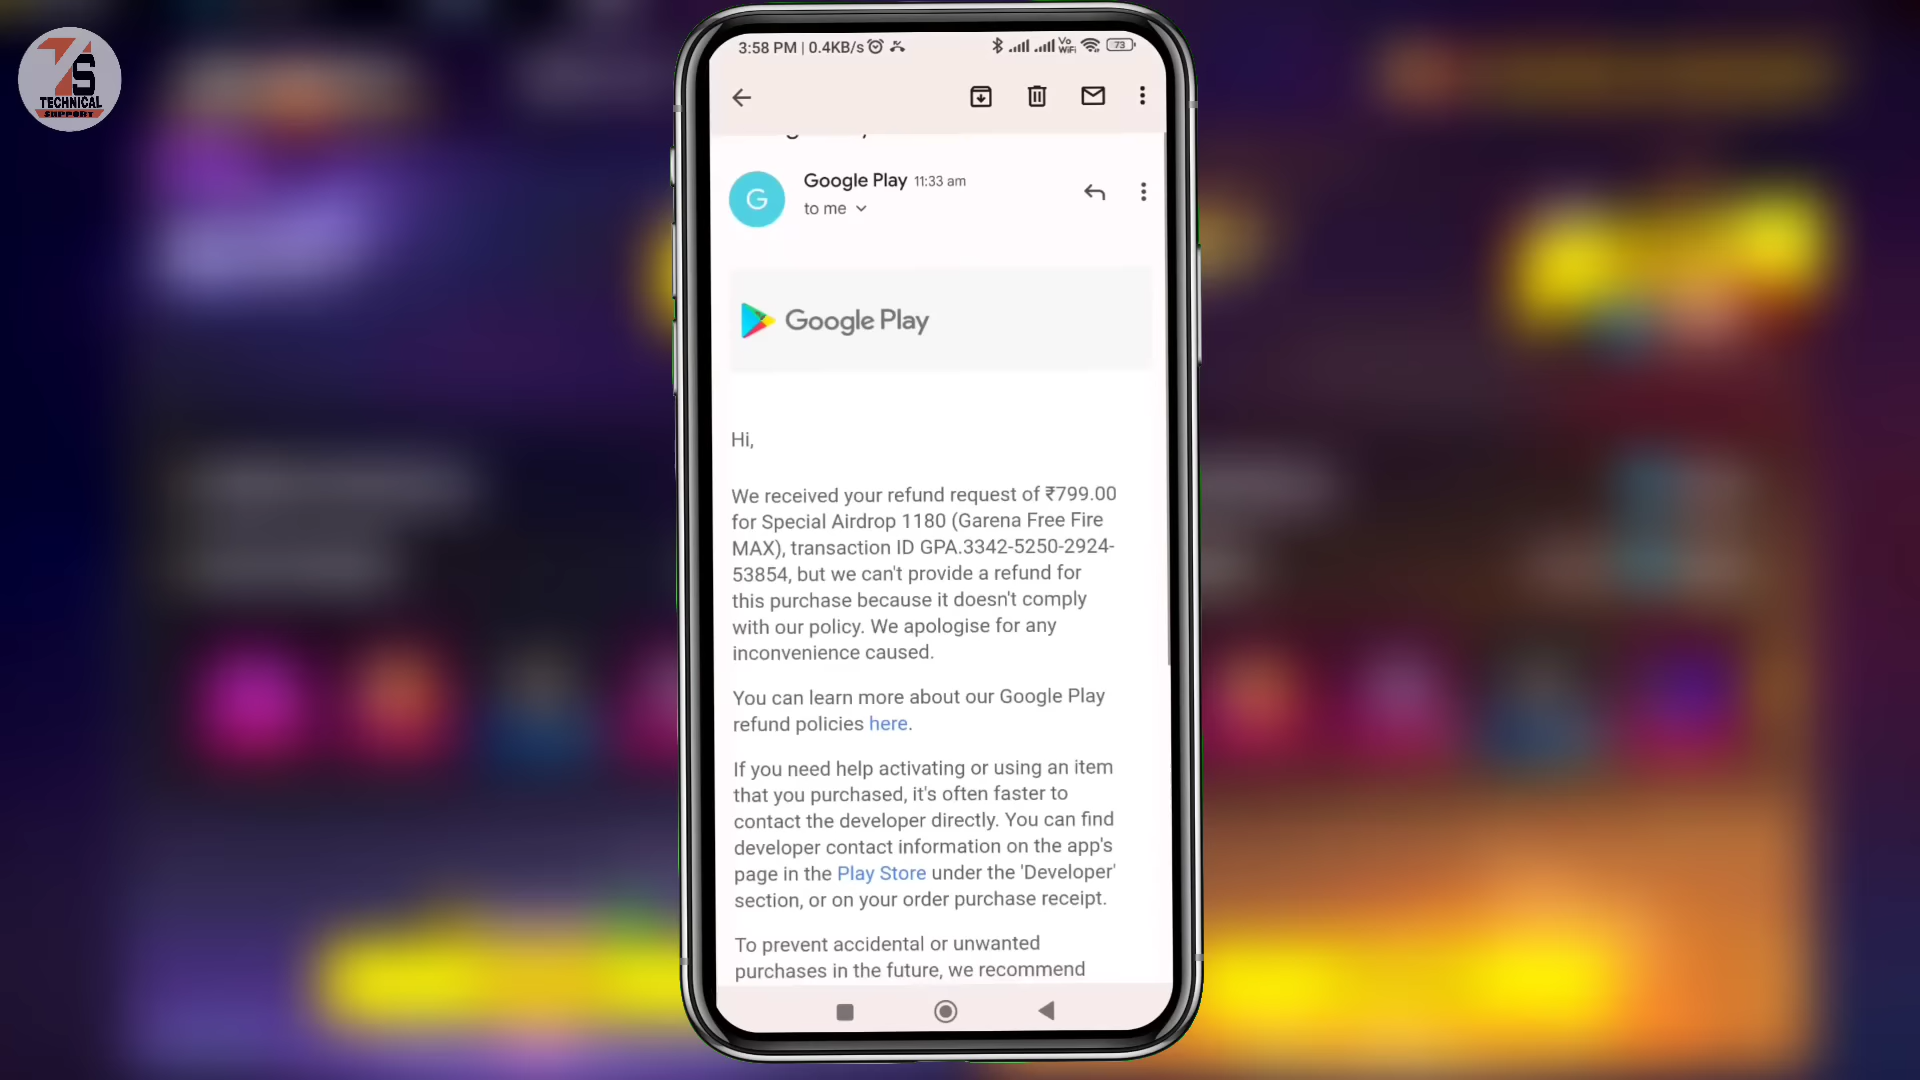 TECHNICAL
SUPPORT
3:58 PM | 0.4KB/s
Vo
WiFi
73
Google Play 11:33 am
to me
G
Google Play
Hi,
We received your refund request of ₹799.00
for Special Airdrop 1180 (Garena Free Fire
MAX), transaction ID GPA.3342-5250-2924-
53854, but we can't provide a refund for
this purchase because it doesn't comply
with our policy. We apologise for any
inconvenience caused.
You can learn more about our Google Play
refund policies here.
If you need help activating or using an item
that you purchased, it's often faster to
contact the developer directly. You can find
developer contact information on the app's
page in the Play Store under the 'Developer'
section, or on your order purchase receipt.
To prevent accidental or unwanted
purchases in the future, we recommend